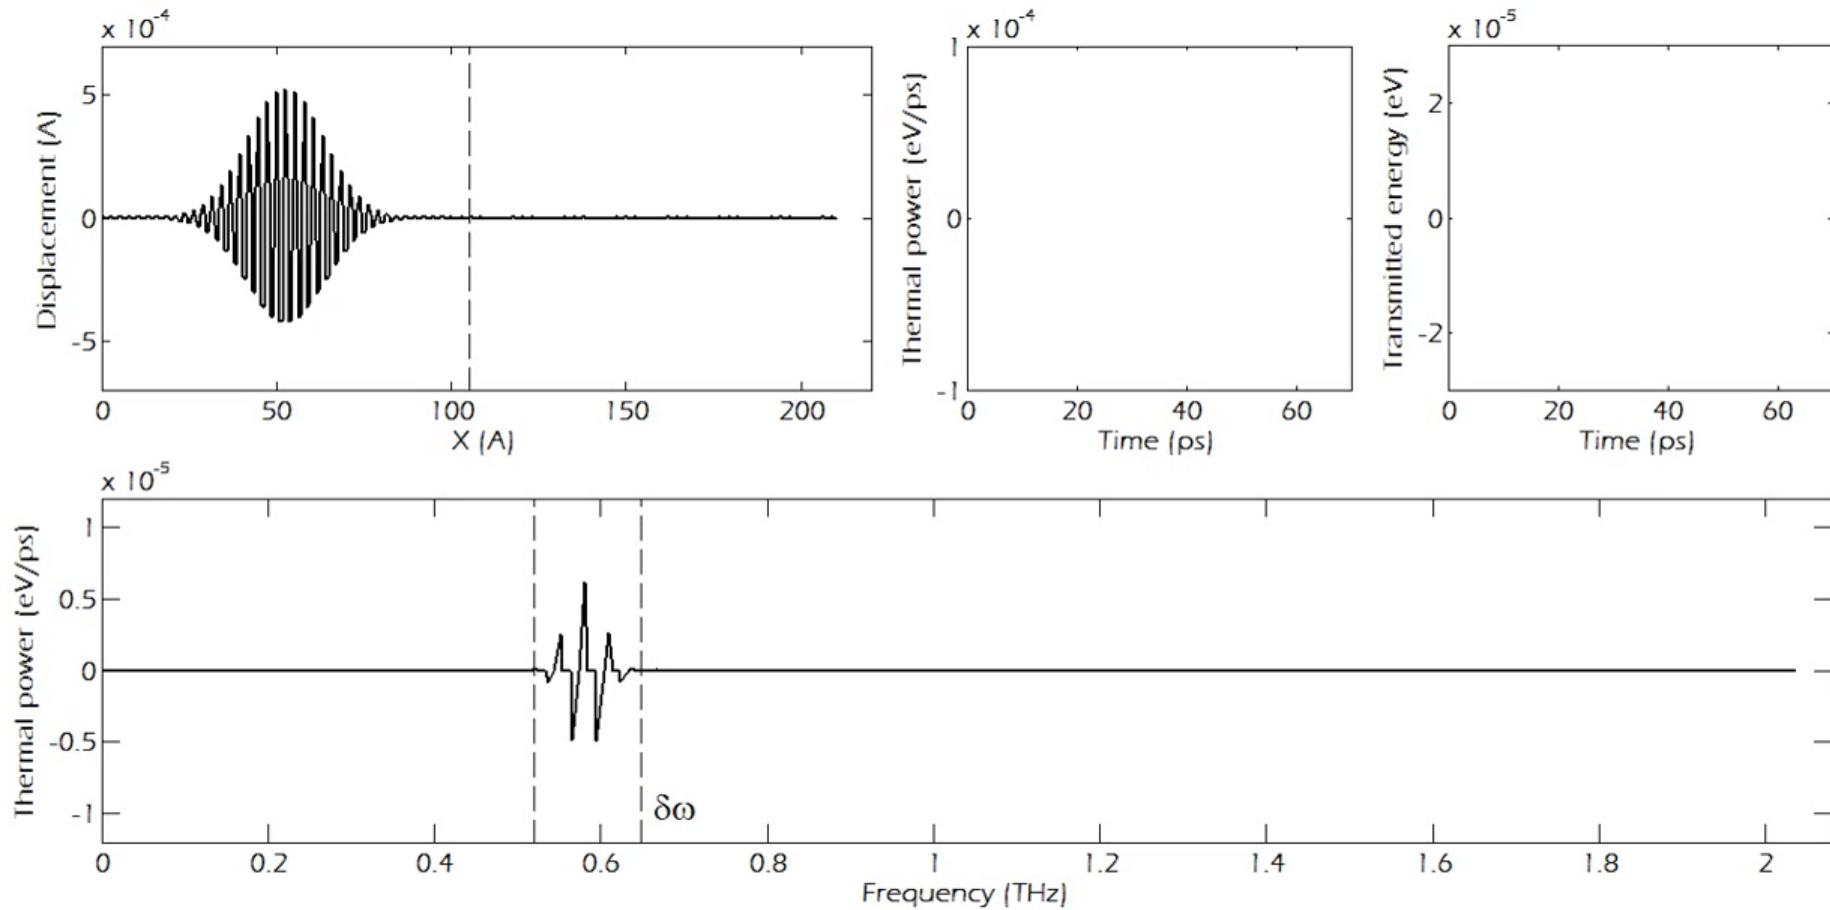 x 10-4
5
0
-5
Displacement (A)
0 50 100 150 200
X (A)
x 10-4
1
0
-1
Thermal power (eV/ps)
0 20 40 60
Time (ps)
x 10-5
2
0
-2
Transmitted energy (eV)
0 20 40 60
Time (ps)
x 10-5
1
0.5
0
-0.5
-1
Thermal power (eV/ps)
δω
0 0.2 0.4 0.6 0.8 1 1.2 1.4 1.6 1.8 2
Frequency (THz)